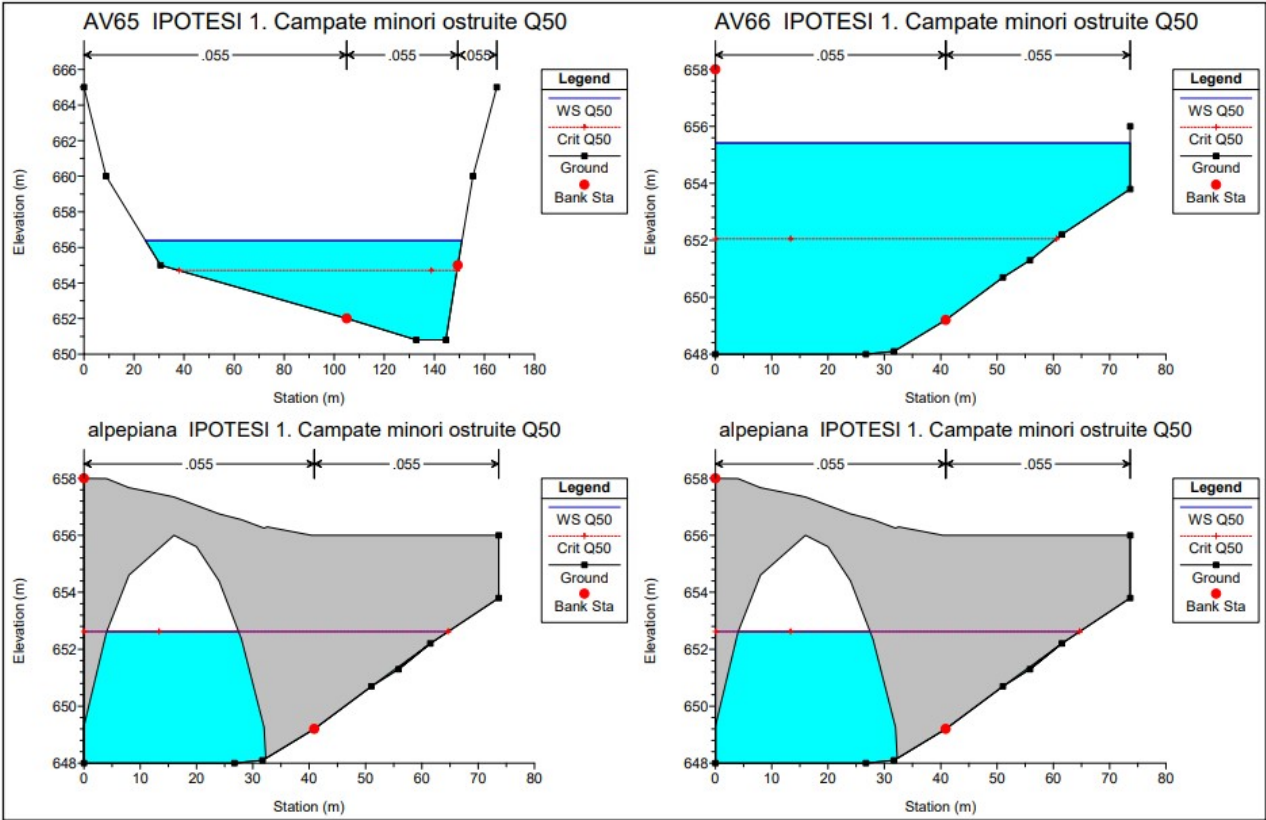 AV65 IPOTESI 1. Campate minori ostruite Q50
.055
.055
.055
Elevation (m)
666
664
662
660
658
656
654
652
650
0
20
40
60
80
100
120
140
160
180
Station (m)
Legend
WS Q50
Crit Q50
Ground
Bank Sta
AV66 IPOTESI 1. Campate minori ostruite Q50
.055
.055
Elevation (m)
658
656
654
652
650
648
0
10
20
30
40
50
60
70
80
Station (m)
Legend
WS Q50
Crit Q50
Ground
Bank Sta
alpepiana IPOTESI 1. Campate minori ostruite Q50
.055
.055
Elevation (m)
658
656
654
652
650
648
0
10
20
30
40
50
60
70
80
Station (m)
Legend
WS Q50
Crit Q50
Ground
Bank Sta
alpepiana IPOTESI 1. Campate minori ostruite Q50
.055
.055
Elevation (m)
658
656
654
652
650
648
0
10
20
30
40
50
60
70
80
Station (m)
Legend
WS Q50
Crit Q50
Ground
Bank Sta